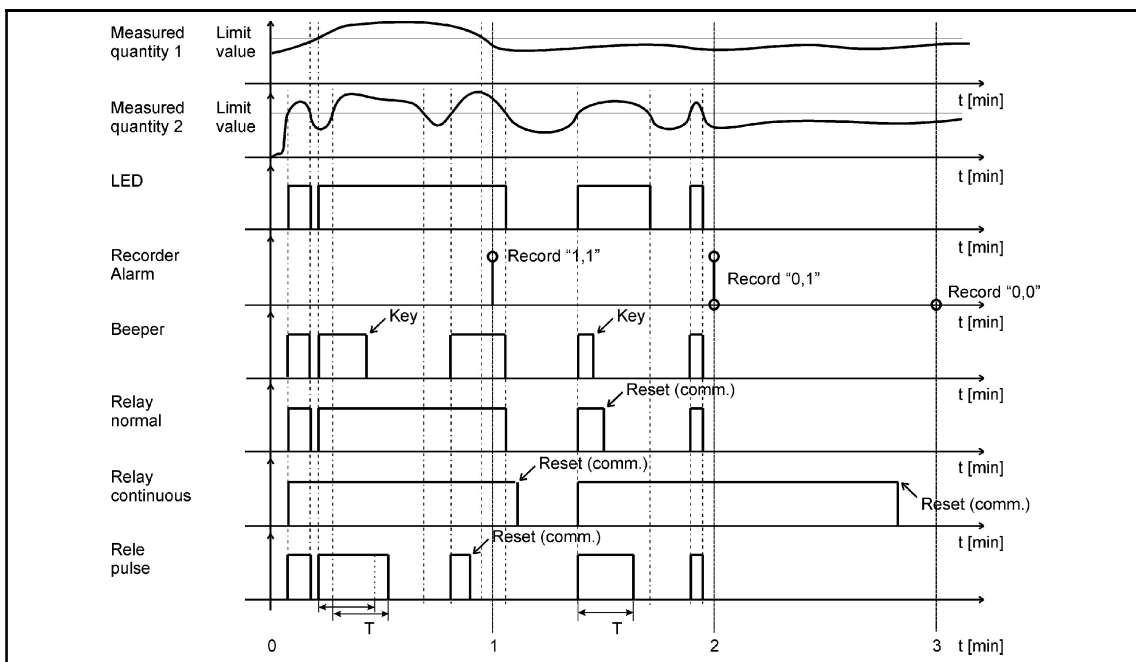 Measured Limit
quantity 1 value
t [min]
Measured Limit
quantity 2 value
t [min]
LED
t [min]
Recorder
Alarm
Record “1,1”
Record “0,1”
Record “0,0”
t [min]
Beeper
Key
Key
t [min]
Relay
normal
Reset (comm.)
t [min]
Relay
continuous
Reset (comm.)
Reset (comm.)
t [min]
Rele
pulse
Reset (comm.)
T
T
0 1 2 3 t [min]